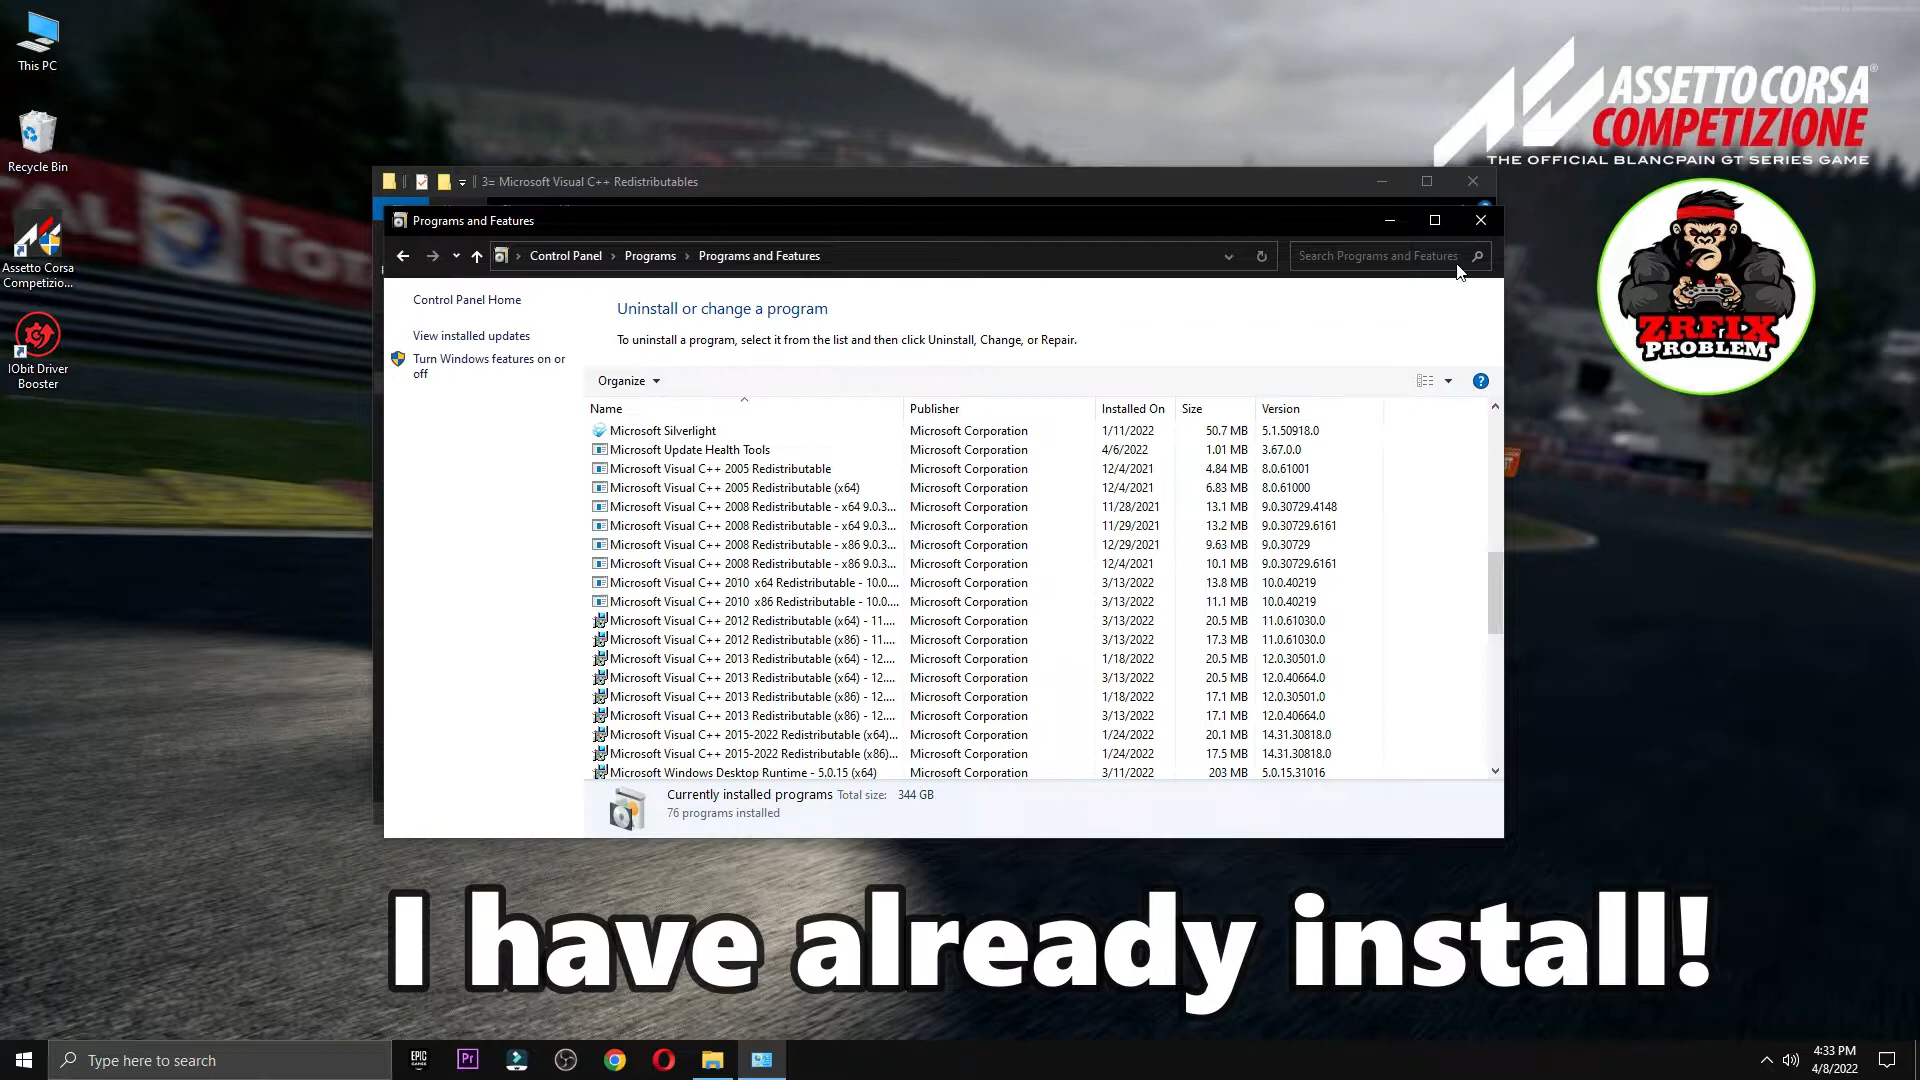 This PC
Recycle Bin
Assetto Corsa
Competizio...
IObit Driver
Booster
ASSETTO CORSA
COMPETIZIONE
THE OFFICIAL BLANCPAIN GT SERIES GAME
ZRFIX
PROBLEM
3= Microsoft Visual C++ Redistributables
Programs and Features
Control Panel > Programs > Programs and Features
Search Programs and Features
Control Panel Home
View installed updates
Turn Windows features on or
off
Uninstall or change a program
To uninstall a program, select it from the list and then click Uninstall, Change, or Repair.
Organize
Name Publisher Installed On Size Version
Microsoft Silverlight Microsoft Corporation 1/11/2022 50.7 MB 5.1.50918.0
Microsoft Update Health Tools Microsoft Corporation 4/6/2022 1.01 MB 3.67.0.0
Microsoft Visual C++ 2005 Redistributable Microsoft Corporation 12/4/2021 4.84 MB 8.0.61001
Microsoft Visual C++ 2005 Redistributable (x64) Microsoft Corporation 12/4/2021 6.83 MB 8.0.61000
Microsoft Visual C++ 2008 Redistributable - x64 9.0.3... Microsoft Corporation 11/28/2021 13.1 MB 9.0.30729.4148
Microsoft Visual C++ 2008 Redistributable - x64 9.0.3... Microsoft Corporation 11/29/2021 13.2 MB 9.0.30729.6161
Microsoft Visual C++ 2008 Redistributable - x86 9.0.3... Microsoft Corporation 12/29/2021 9.63 MB 9.0.30729
Microsoft Visual C++ 2008 Redistributable - x86 9.0.3... Microsoft Corporation 12/4/2021 10.1 MB 9.0.30729.6161
Microsoft Visual C++ 2010  x64 Redistributable - 10.0.... Microsoft Corporation 3/13/2022 13.8 MB 10.0.40219
Microsoft Visual C++ 2010  x86 Redistributable - 10.0.... Microsoft Corporation 3/13/2022 11.1 MB 10.0.40219
Microsoft Visual C++ 2012 Redistributable (x64) - 11.... Microsoft Corporation 3/13/2022 20.5 MB 11.0.61030.0
Microsoft Visual C++ 2012 Redistributable (x86) - 11.... Microsoft Corporation 3/13/2022 17.3 MB 11.0.61030.0
Microsoft Visual C++ 2013 Redistributable (x64) - 12.... Microsoft Corporation 1/18/2022 20.5 MB 12.0.30501.0
Microsoft Visual C++ 2013 Redistributable (x64) - 12.... Microsoft Corporation 3/13/2022 20.5 MB 12.0.40664.0
Microsoft Visual C++ 2013 Redistributable (x86) - 12.... Microsoft Corporation 1/18/2022 17.1 MB 12.0.30501.0
Microsoft Visual C++ 2013 Redistributable (x86) - 12.... Microsoft Corporation 3/13/2022 17.1 MB 12.0.40664.0
Microsoft Visual C++ 2015-2022 Redistributable (x64)... Microsoft Corporation 1/24/2022 20.1 MB 14.31.30818.0
Microsoft Visual C++ 2015-2022 Redistributable (x86)... Microsoft Corporation 1/24/2022 17.5 MB 14.31.30818.0
Microsoft Windows Desktop Runtime - 5.0.15 (x64) Microsoft Corporation 3/11/2022 203 MB 5.0.15.31016
Currently installed programs Total size: 344 GB
76 programs installed
I have already install!
Type here to search
EPIC
Pr
4:33 PM
4/8/2022